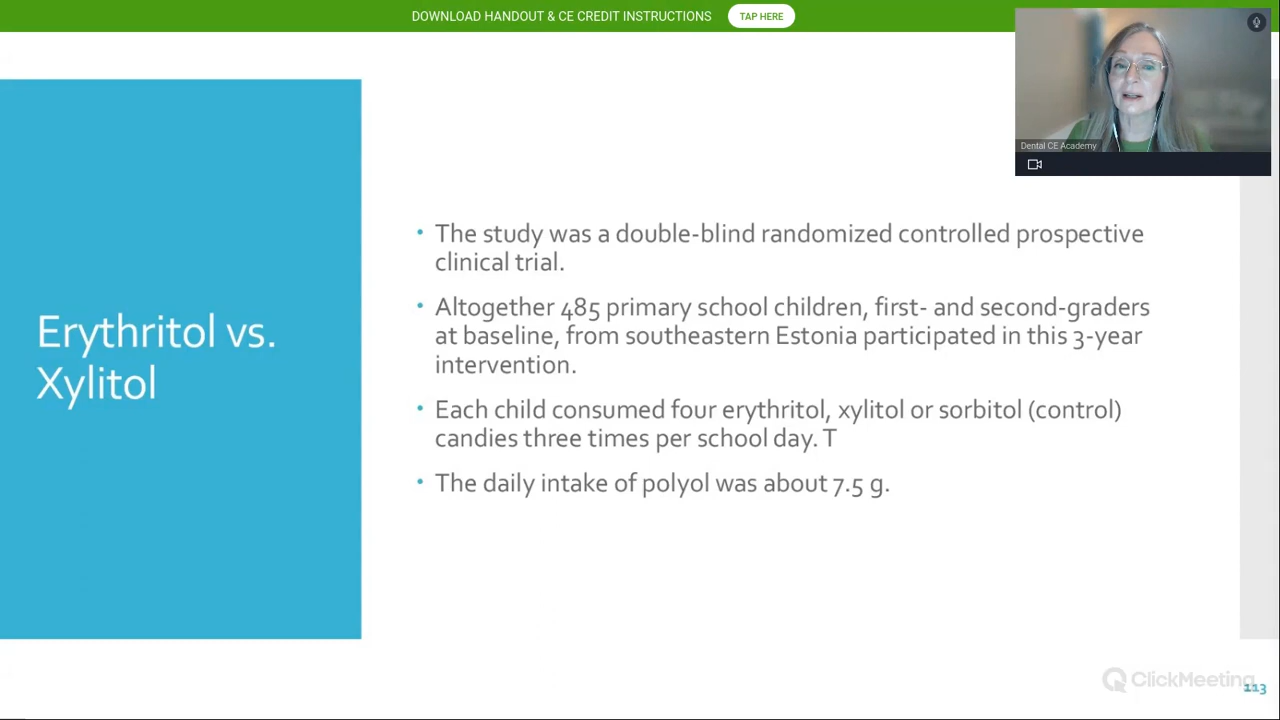 DOWNLOAD HANDOUT & CE CREDIT INSTRUCTIONS
TAP HERE
Dental CE Academy
Erythritol vs.
Xylitol
• The study was a double-blind randomized controlled prospective
clinical trial.
• Altogether 485 primary school children, first- and second-graders
at baseline, from southeastern Estonia participated in this 3-year
intervention.
• Each child consumed four erythritol, xylitol or sorbitol (control)
candies three times per school day. T
• The daily intake of polyol was about 7.5 g.
ClickMeeting
113